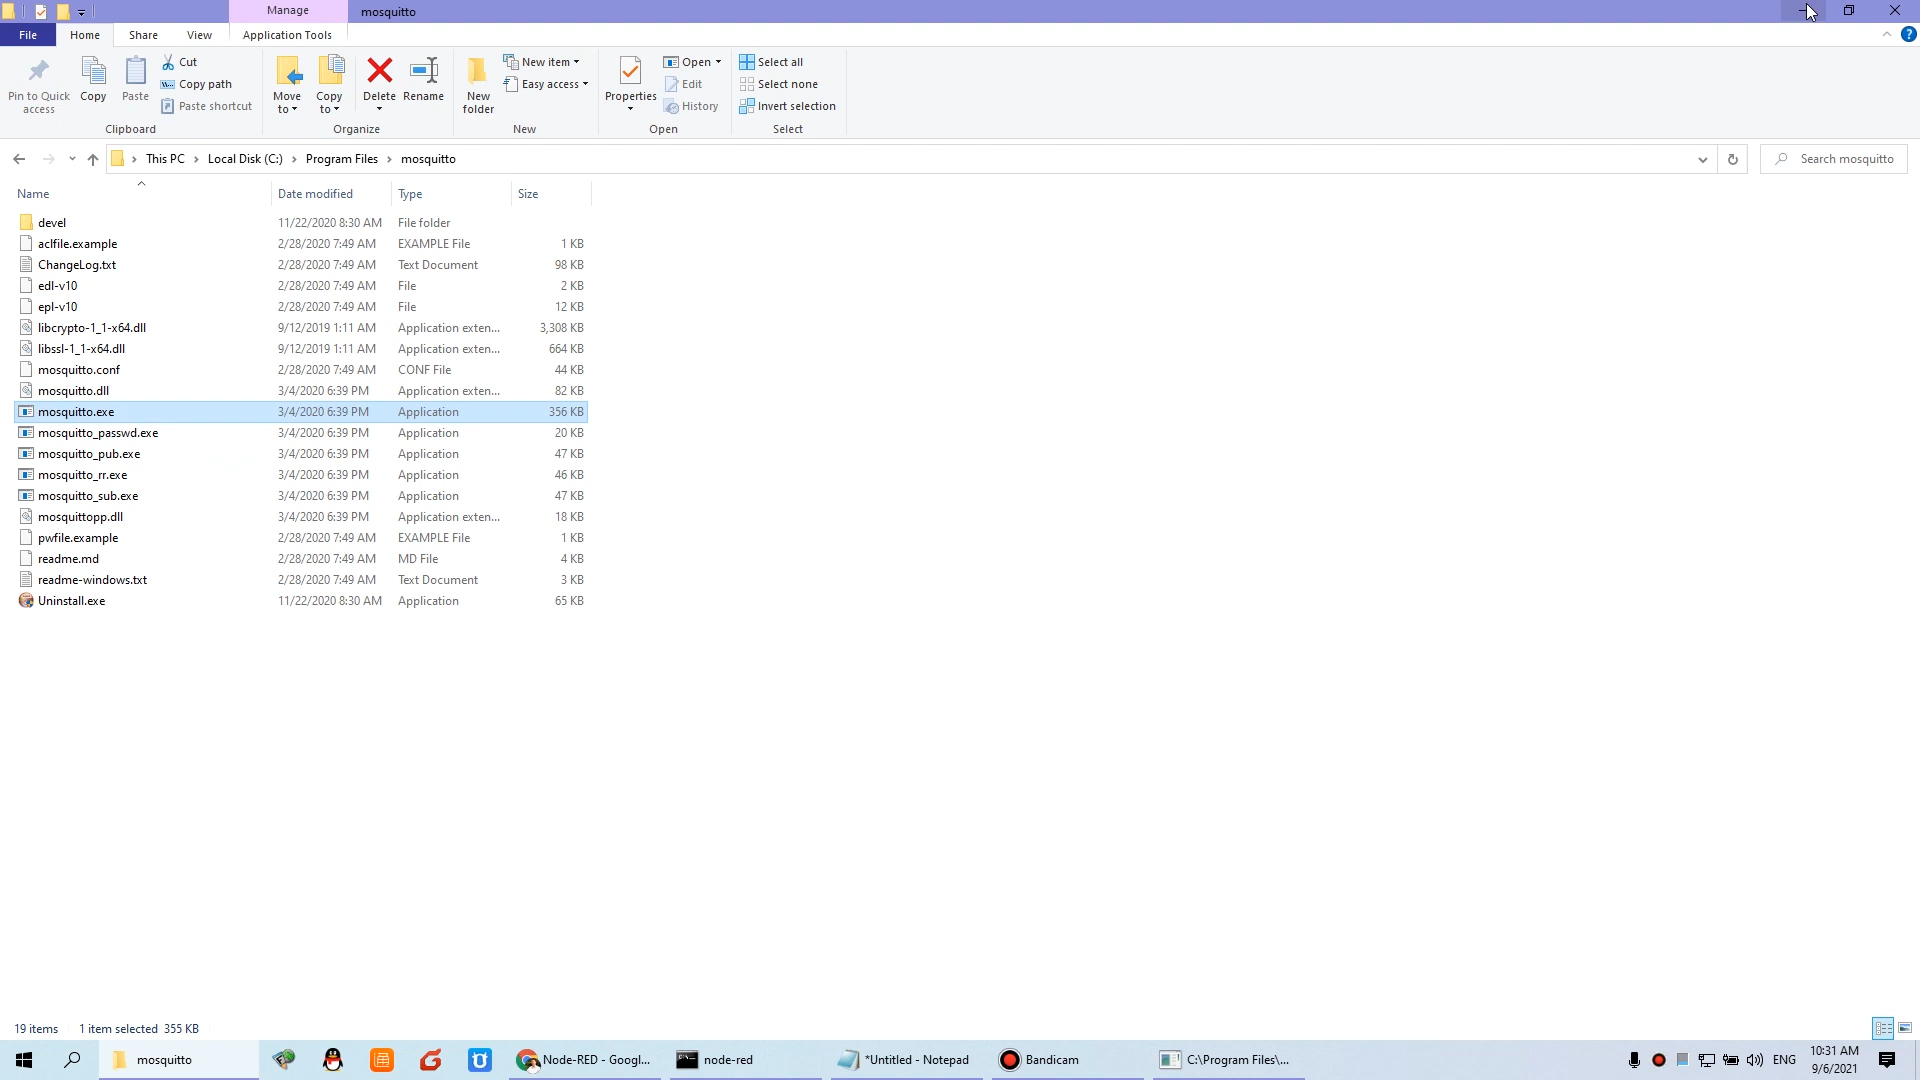 Manage
mosquitto
File
Home
Share
View
Application Tools
Pin to Quick access
Copy
Paste
Cut
Copy path
Paste shortcut
Clipboard
Move to
Copy to
Delete
Rename
Organize
New folder
New item
Easy access
New
Properties
Open
Edit
History
Open
Select all
Select none
Invert selection
Select
This PC > Local Disk (C:) > Program Files > mosquitto
Search mosquitto
Name Date modified Type Size
devel 11/22/2020 8:30 AM File folder
aclfile.example 2/28/2020 7:49 AM EXAMPLE File 1 KB
ChangeLog.txt 2/28/2020 7:49 AM Text Document 98 KB
edl-v10 2/28/2020 7:49 AM File 2 KB
epl-v10 2/28/2020 7:49 AM File 12 KB
libcrypto-1_1-x64.dll 9/12/2019 1:11 AM Application exten... 3,308 KB
libssl-1_1-x64.dll 9/12/2019 1:11 AM Application exten... 664 KB
mosquitto.conf 2/28/2020 7:49 AM CONF File 44 KB
mosquitto.dll 3/4/2020 6:39 PM Application exten... 82 KB
mosquitto.exe 3/4/2020 6:39 PM Application 356 KB
mosquitto_passwd.exe 3/4/2020 6:39 PM Application 20 KB
mosquitto_pub.exe 3/4/2020 6:39 PM Application 47 KB
mosquitto_rr.exe 3/4/2020 6:39 PM Application 46 KB
mosquitto_sub.exe 3/4/2020 6:39 PM Application 47 KB
mosquittopp.dll 3/4/2020 6:39 PM Application exten... 18 KB
pwfile.example 2/28/2020 7:49 AM EXAMPLE File 1 KB
readme.md 2/28/2020 7:49 AM MD File 4 KB
readme-windows.txt 2/28/2020 7:49 AM Text Document 3 KB
Uninstall.exe 11/22/2020 8:30 AM Application 65 KB
19 items 1 item selected 355 KB
mosquitto
Node-RED - Googl...
node-red
*Untitled - Notepad
Bandicam
C:\Program Files\...
ENG
10:31 AM
9/6/2021